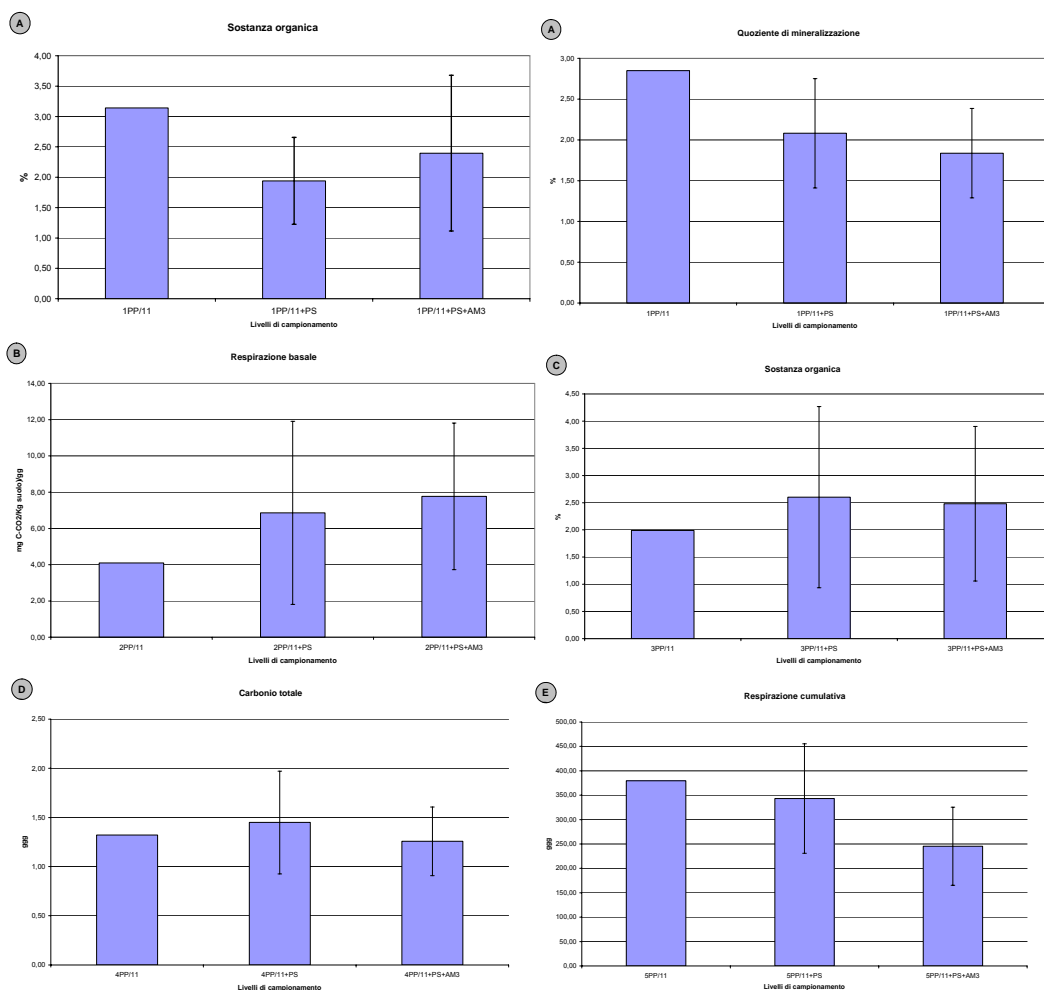 A
Sostanza organica
4,00
3,50
3,00
2,50
2,00
1,50
1,00
0,50
0,00
%
1PP/11 1PP/11+PS 1PP/11+PS+AM3
Livelli di campionamento
A
Quoziente di mineralizzazione
3,00
2,50
2,00
1,50
1,00
0,50
0,00
%
1PP/11 1PP/11+PS 1PP/11+PS+AM3
Livelli di campionamento
B
Respirazione basale
14,00
12,00
10,00
8,00
6,00
4,00
2,00
0,00
mg C-CO2/Kg suolo)/gg
2PP/11 2PP/11+PS 2PP/11+PS+AM3
Livelli di campionamento
C
Sostanza organica
4,50
4,00
3,50
3,00
2,50
2,00
1,50
1,00
0,50
0,00
%
3PP/11 3PP/11+PS 3PP/11+PS+AM3
Livelli di campionamento
D
Carbonio totale
2,50
2,00
1,50
1,00
0,50
0,00
ggg
4PP/11 4PP/11+PS 4PP/11+PS+AM3
Livelli di campionamento
E
Respirazione cumulativa
500,00
450,00
400,00
350,00
300,00
250,00
200,00
150,00
100,00
50,00
0,00
ggg
5PP/11 5PP/11+PS 5PP/11+PS+AM3
Livelli di campionamento